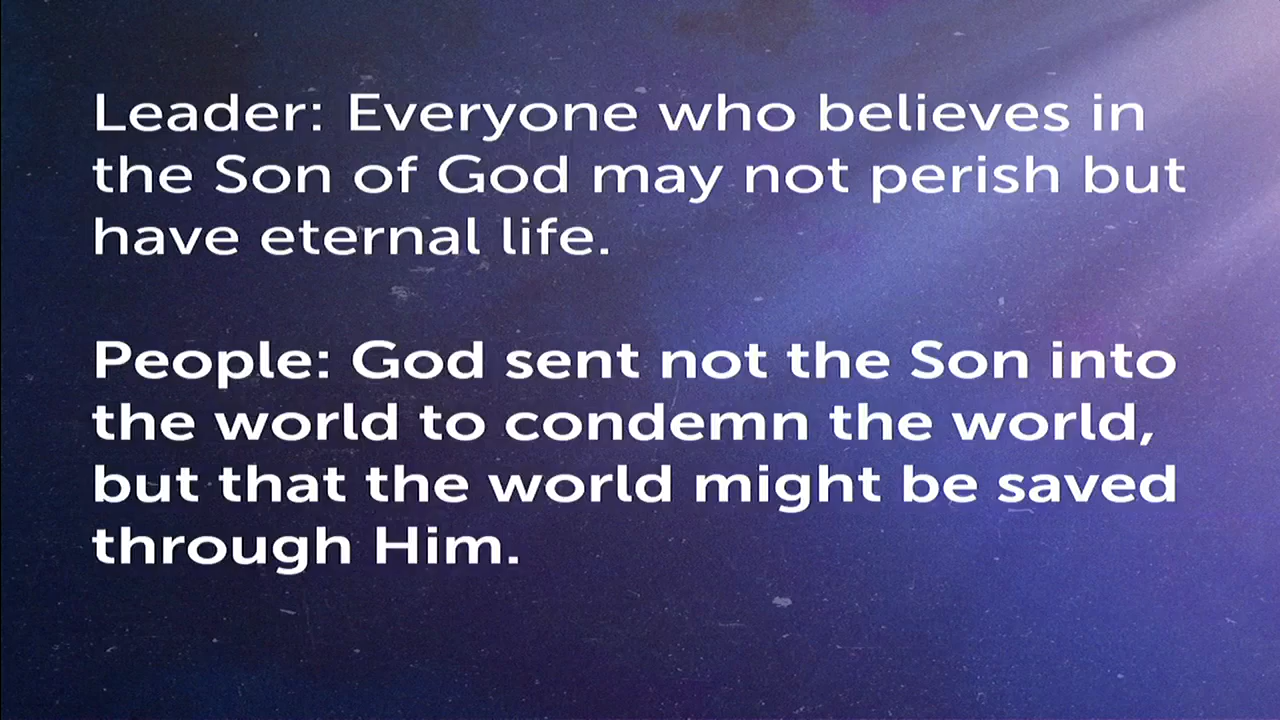 Leader: Everyone who believes in
the Son of God may not perish but
have eternal life.
People: God sent not the Son into
the world to condemn the world,
but that the world might be saved
through Him.